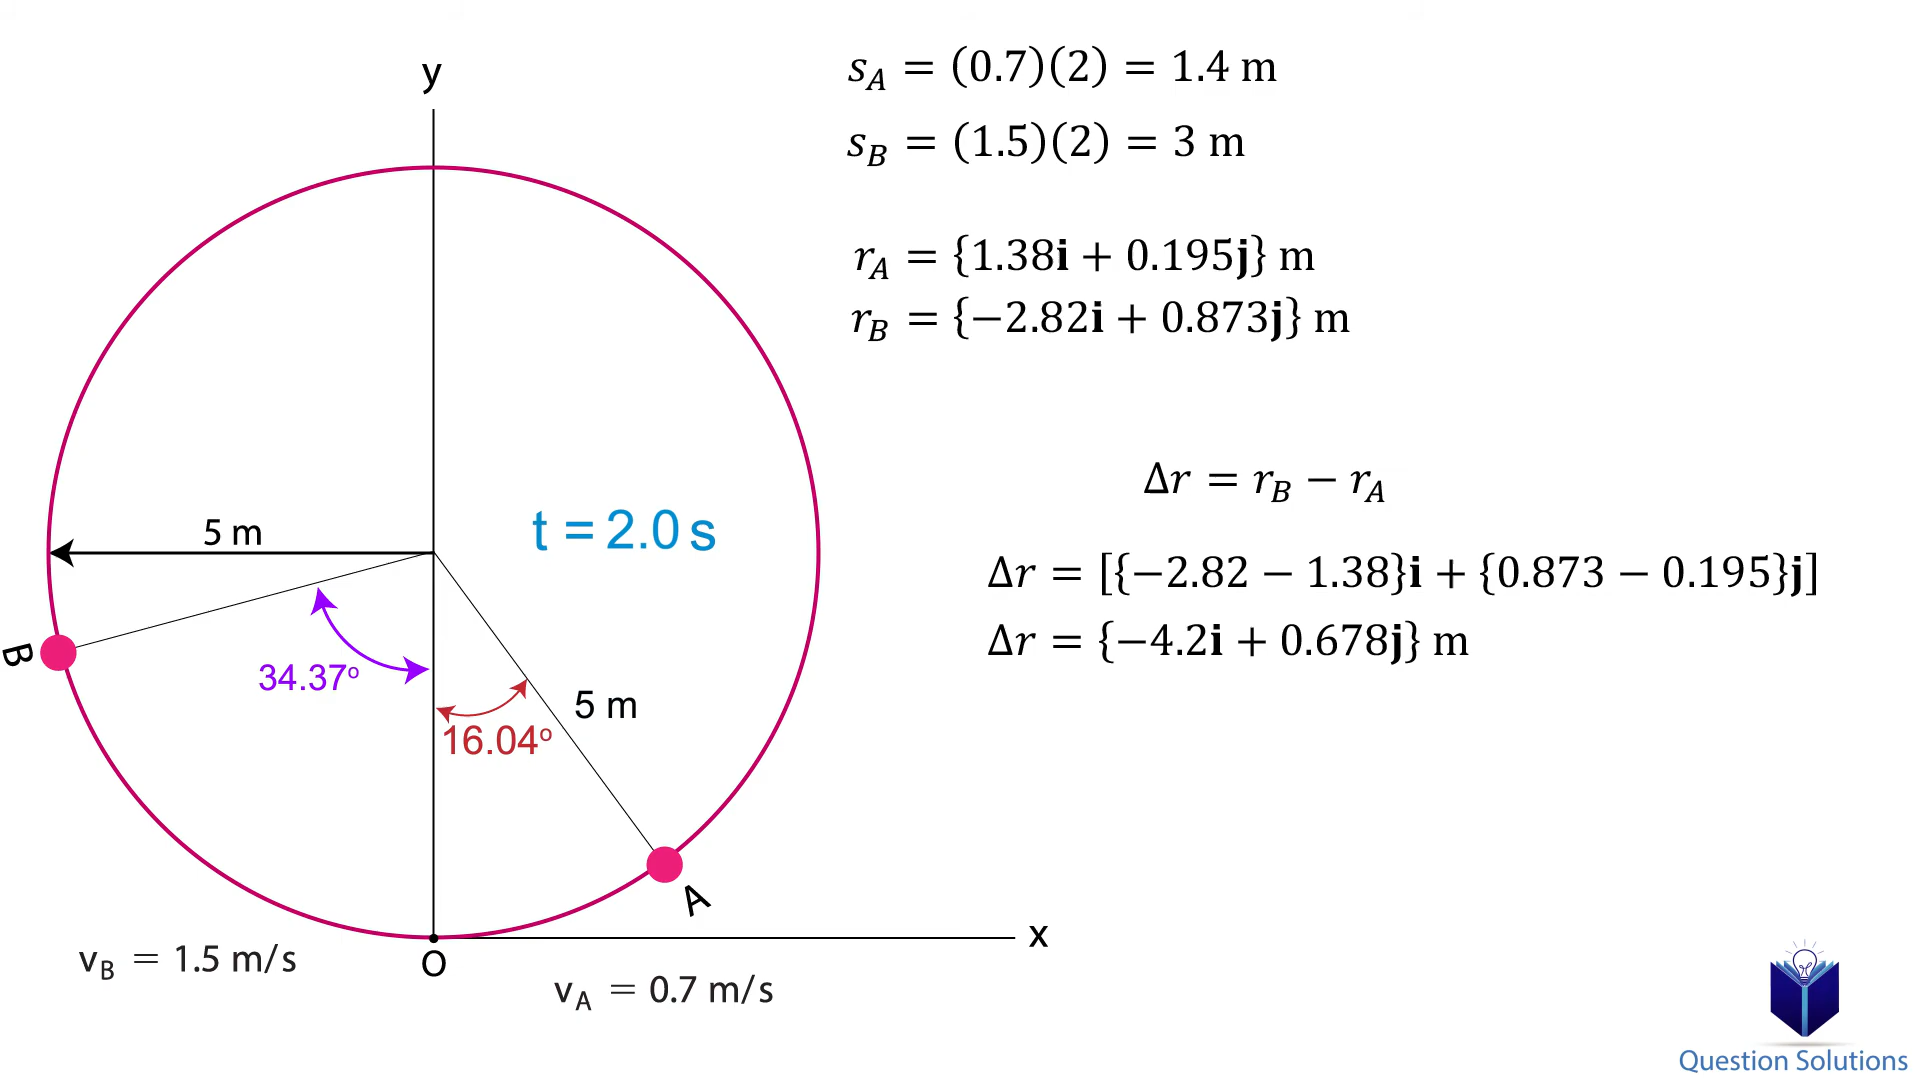 y
s_A = (0.7)(2) = 1.4 m
s_B = (1.5)(2) = 3 m
r_A = {1.38i + 0.195j} m
r_B = {−2.82i + 0.873j} m
Δr = r_B − r_A
5 m
t = 2.0 s
Δr = [{−2.82 − 1.38}i + {0.873 − 0.195}j]
Δr = {−4.2i + 0.678j} m
B
34.37°
5 m
16.04°
A
x
v_B = 1.5 m/s
O
v_A = 0.7 m/s
Question Solutions